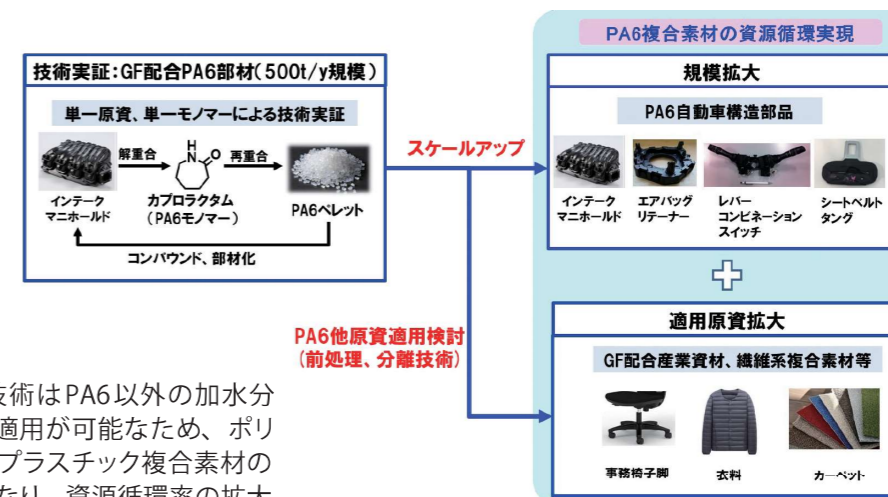 PA6複合素材の資源循環実現
技術実証:GF配合PA6部材(500t/y規模)
単一原資、単一モノマーによる技術実証
解重合
H
N
O
再重合
インテーク
マニホールド
カプロラクタム
(PA6モノマー)
PA6ペレット
コンパウンド、部材化
スケールアップ
規模拡大
PA6自動車構造部品
インテーク
マニホールド
エアバッグ
リテーナー
レバー
コンビネーション
スイッチ
シートベルト
タング
PA6他原資適用検討
(前処理、分離技術)
適用原資拡大
GF配合産業資材、繊維系複合素材等
事務椅子脚
衣料
カーペット
技術はPA6以外の加水分
適用が可能なため、ポリ
プラスチック複合素材の
たり、資源循環率の拡大